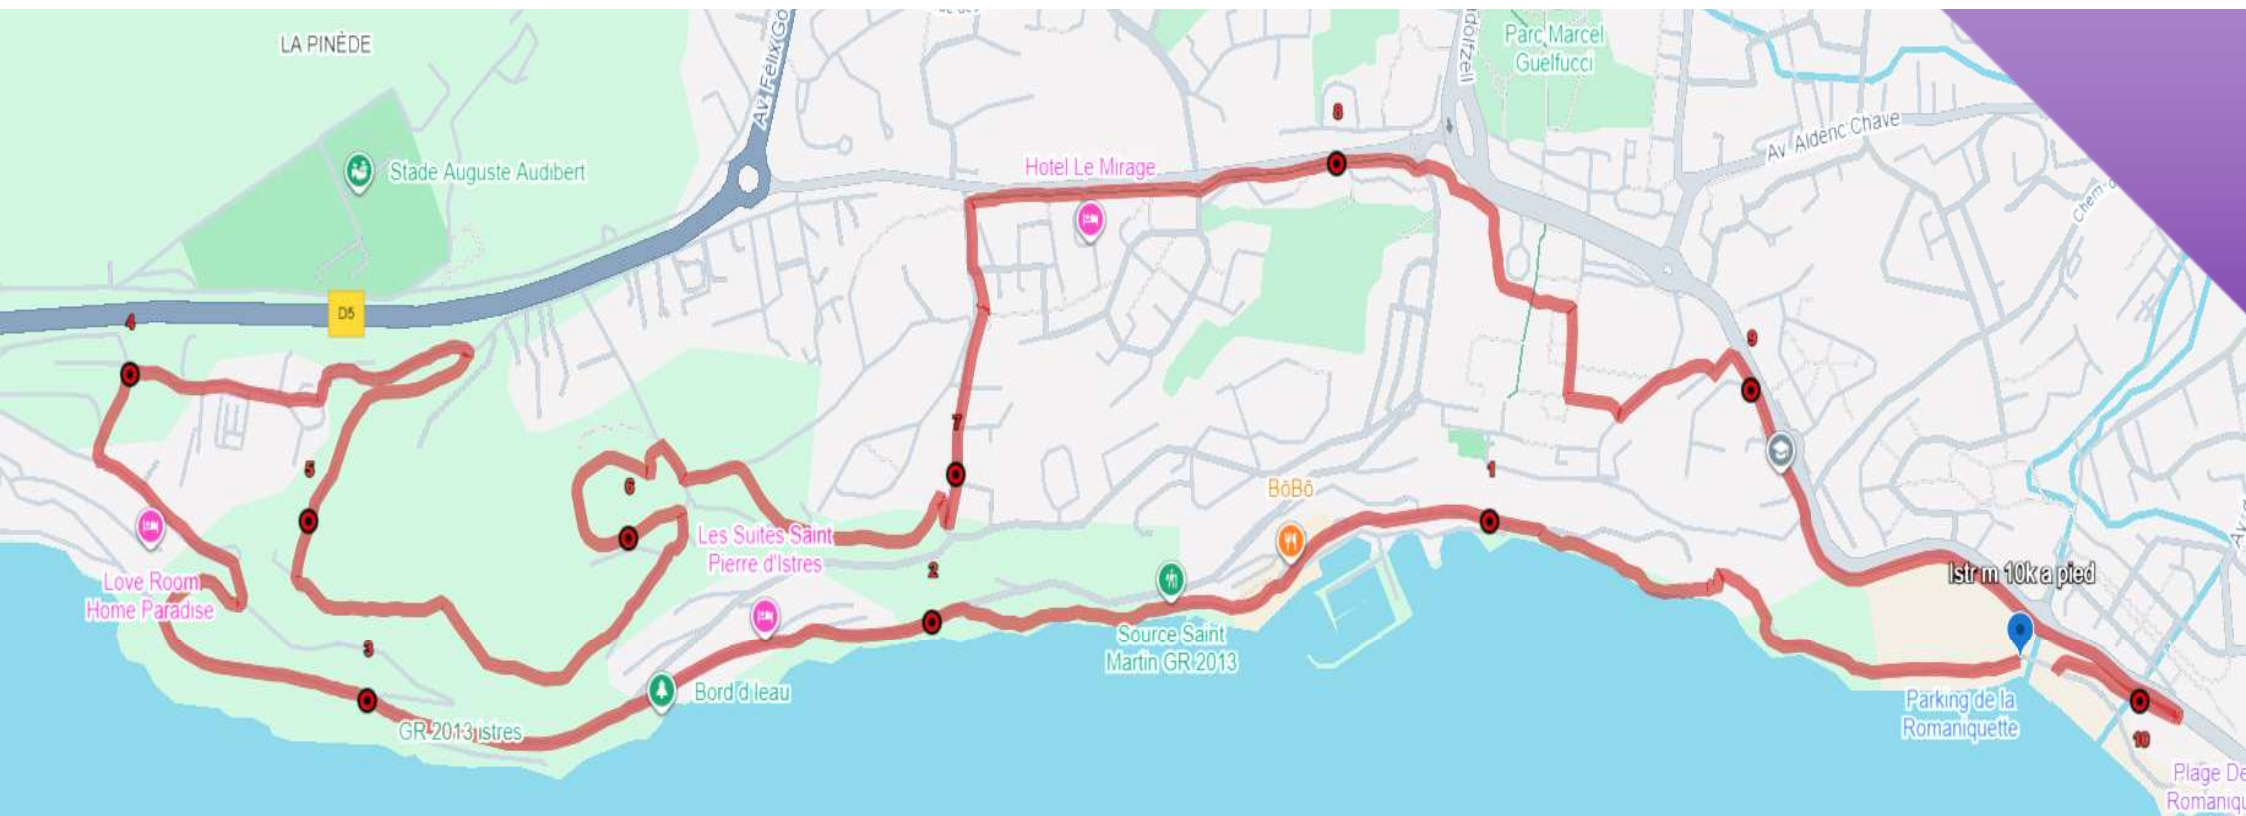 LA PINÈDE
Av. Félix Go
Parc Marcel
Guelfucci
8
Av. Aldéric Chave
Stade Auguste Audibert
Hotel Le Mirage
Chem. d
D5
4
9
7
5
6
1
BōBō
Les Suites Saint
Pierre d'Istres
2
Love Room
Home Paradise
Istr m 10k a pied
Source Saint
Martin GR 2013
3
Bord d leau
GR 2013 istres
Parking de la
Romaniquette
10
Plage De
Romaniqu